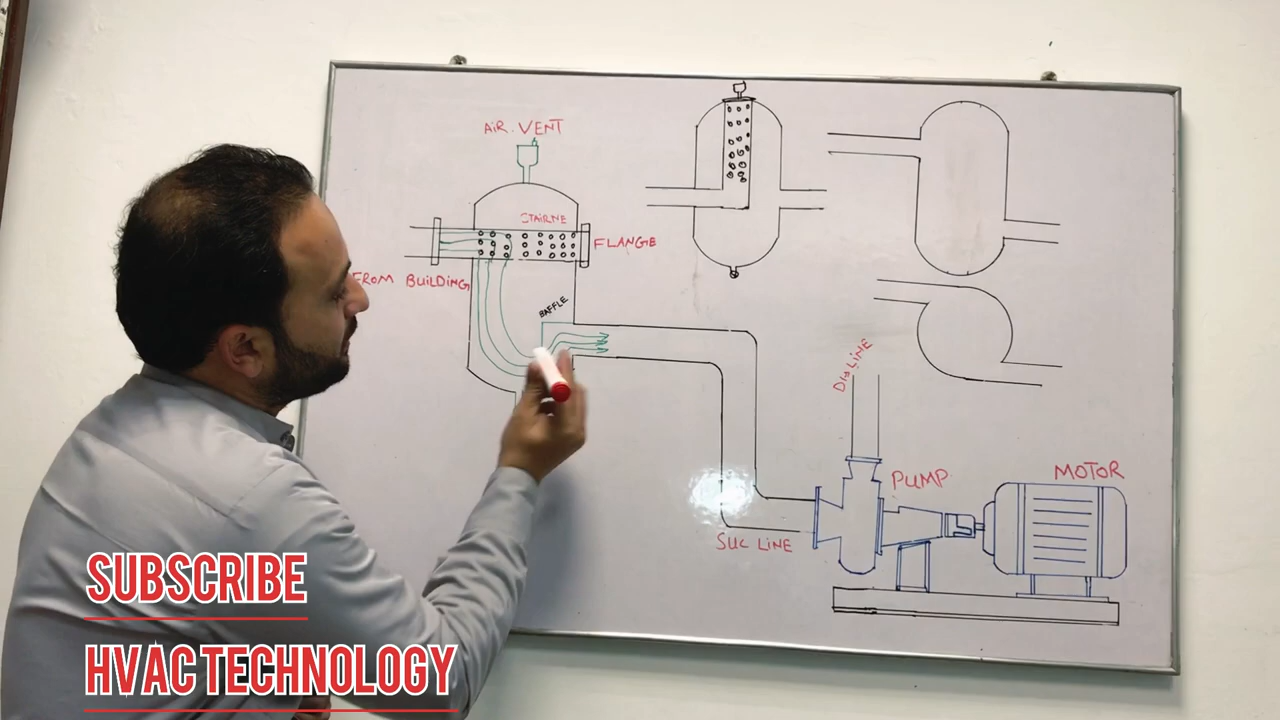 AIR VENT
STAIRNE
FLANGE
FROM BUILDING
BAFFLE
DIS LINE
PUMP
MOTOR
SUC LINE
SUBSCRIBE
HVAC TECHNOLOGY